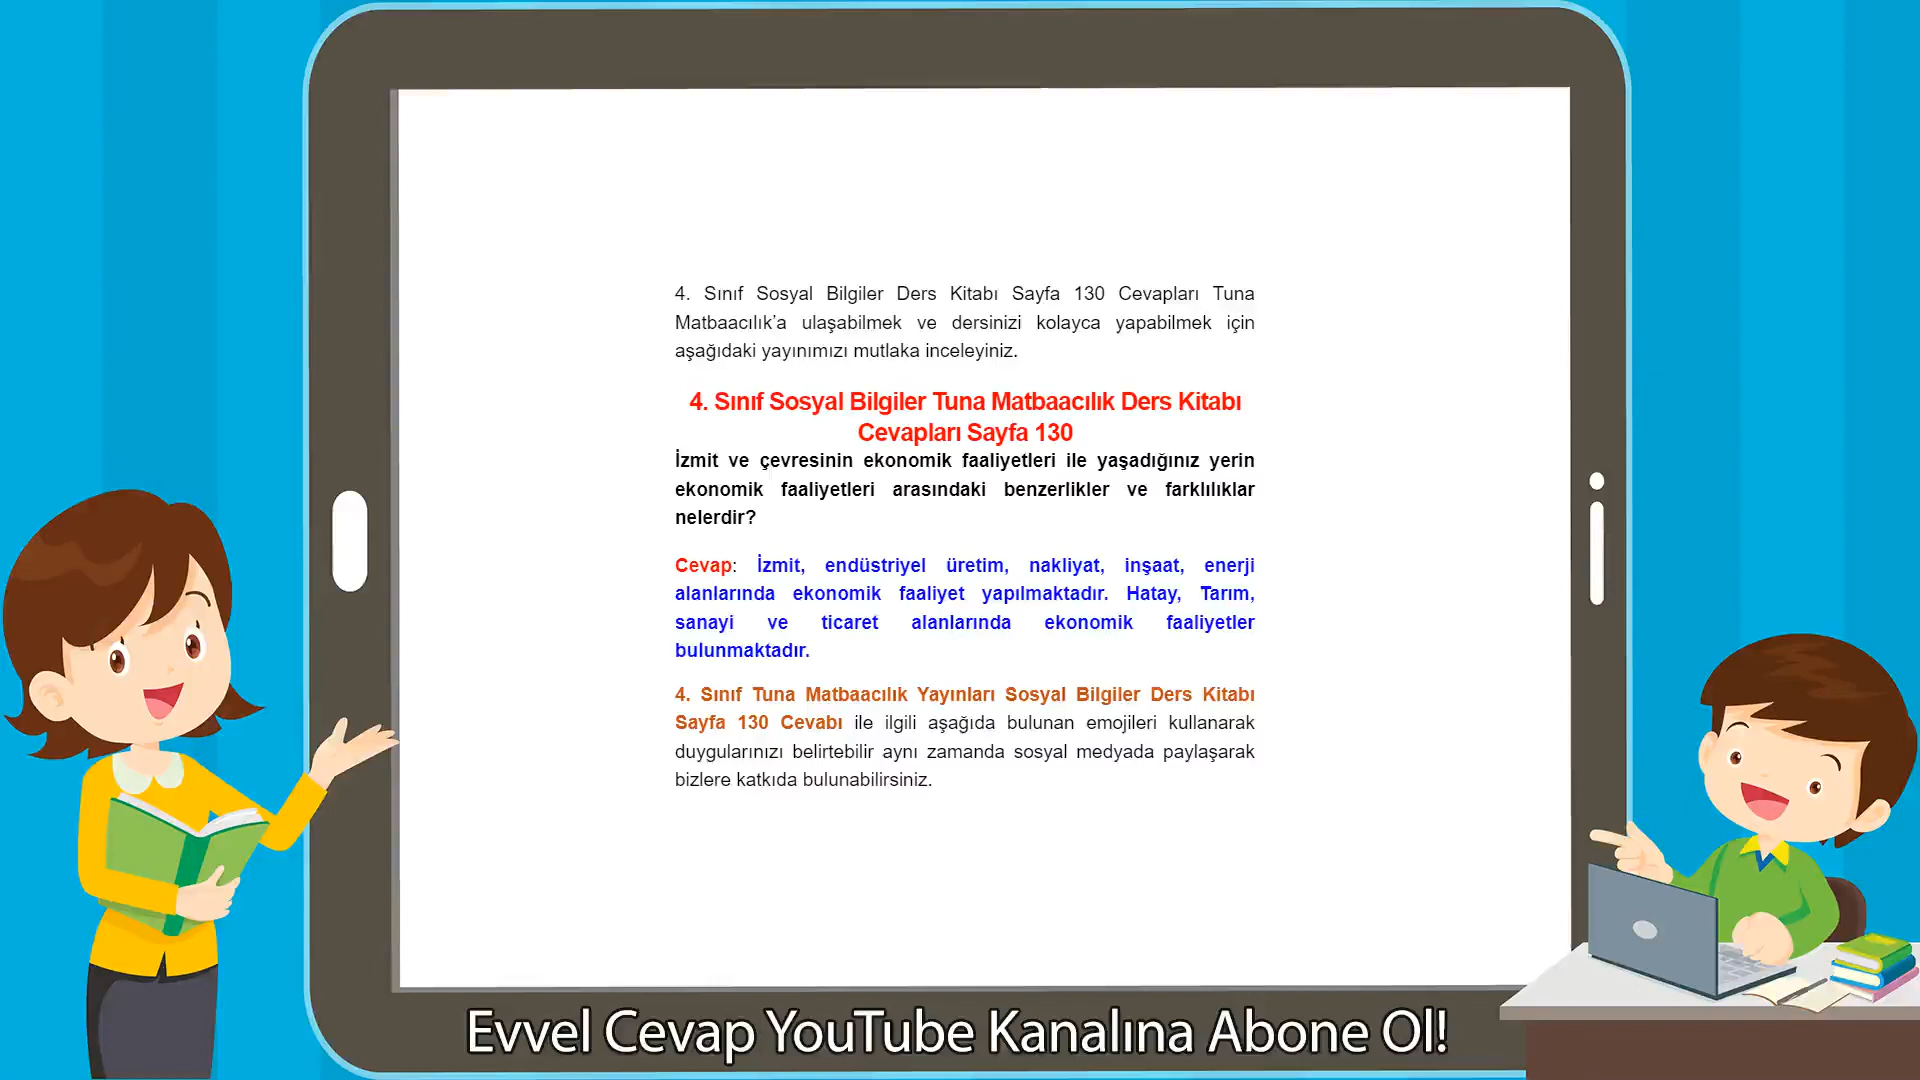 4. Sınıf Sosyal Bilgiler Ders Kitabı Sayfa 130 Cevapları Tuna
Matbaacılık’a ulaşabilmek ve dersinizi kolayca yapabilmek için
aşağıdaki yayınımızı mutlaka inceleyiniz.
4. Sınıf Sosyal Bilgiler Tuna Matbaacılık Ders Kitabı
Cevapları Sayfa 130
İzmit ve çevresinin ekonomik faaliyetleri ile yaşadığınız yerin
ekonomik faaliyetleri arasındaki benzerlikler ve farklılıklar
nelerdir?
Cevap: İzmit, endüstriyel üretim, nakliyat, inşaat, enerji
alanlarında ekonomik faaliyet yapılmaktadır. Hatay, Tarım,
sanayi ve ticaret alanlarında ekonomik faaliyetler
bulunmaktadır.
4. Sınıf Tuna Matbaacılık Yayınları Sosyal Bilgiler Ders Kitabı
Sayfa 130 Cevabı ile ilgili aşağıda bulunan emojileri kullanarak
duygularınızı belirtebilir aynı zamanda sosyal medyada paylaşarak
bizlere katkıda bulunabilirsiniz.
Evvel Cevap YouTube Kanalına Abone Ol!